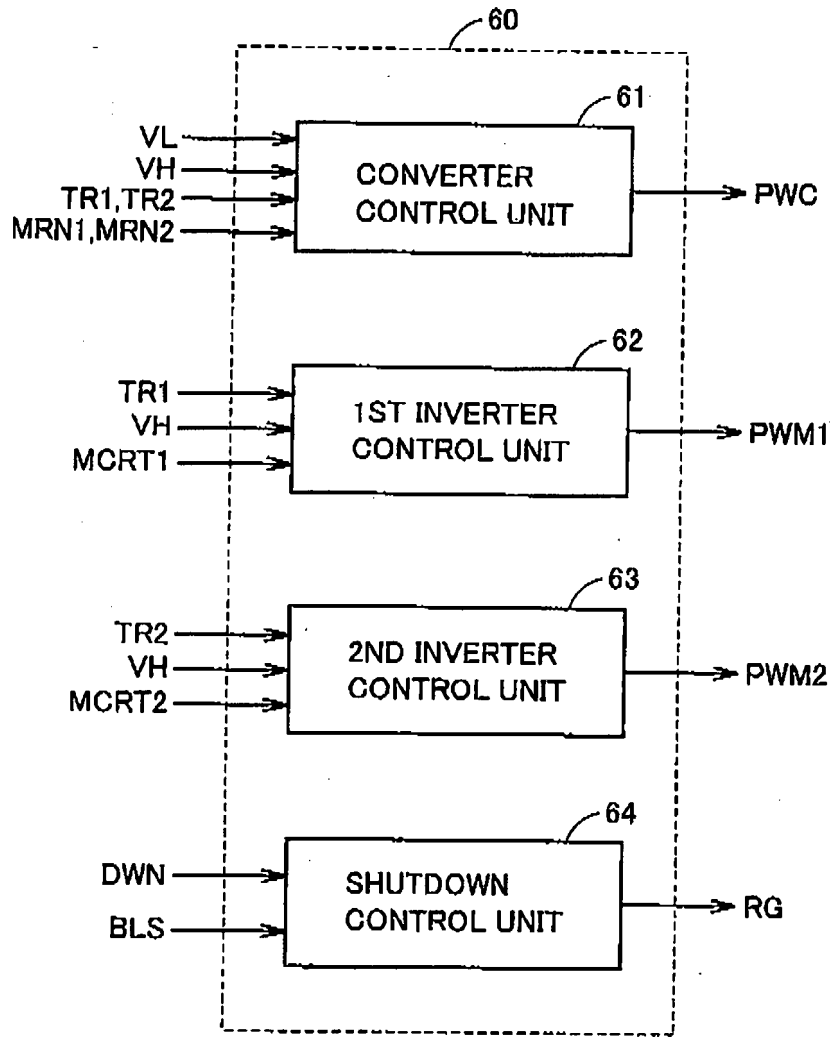 60
61
VL
VH
TR1,TR2
MRN1,MRN2
CONVERTER
CONTROL UNIT
PWC
62
TR1
VH
MCRT1
1ST INVERTER
CONTROL UNIT
PWM1
63
TR2
VH
MCRT2
2ND INVERTER
CONTROL UNIT
PWM2
64
DWN
BLS
SHUTDOWN
CONTROL UNIT
RG